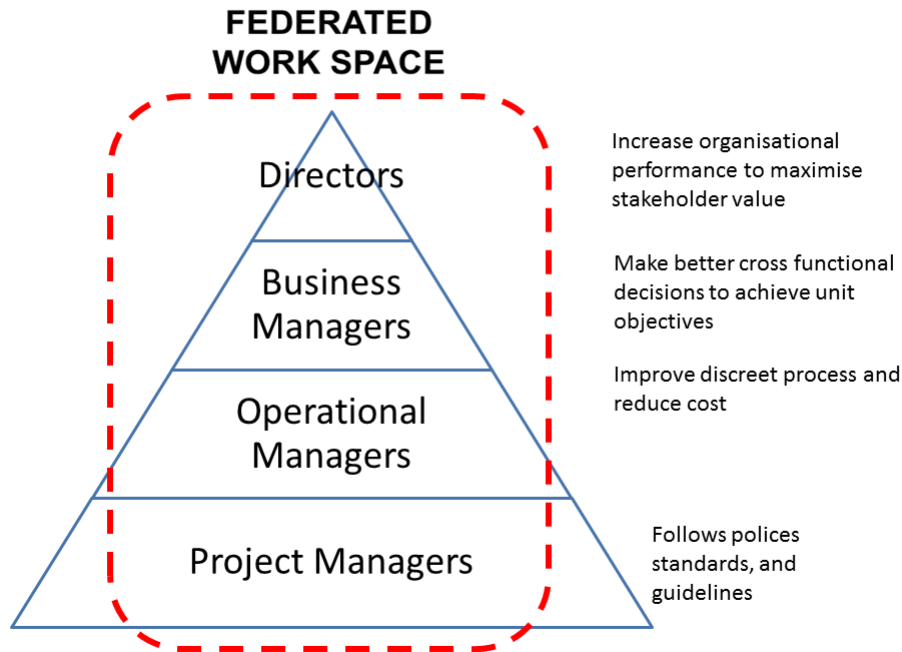 FEDERATED
WORK SPACE
Directors
Increase organisational
performance to maximise
stakeholder value
Business
Managers
Make better cross functional
decisions to achieve unit
objectives
Operational
Managers
Improve discreet process and
reduce cost
Project Managers
Follows polices
standards, and
guidelines